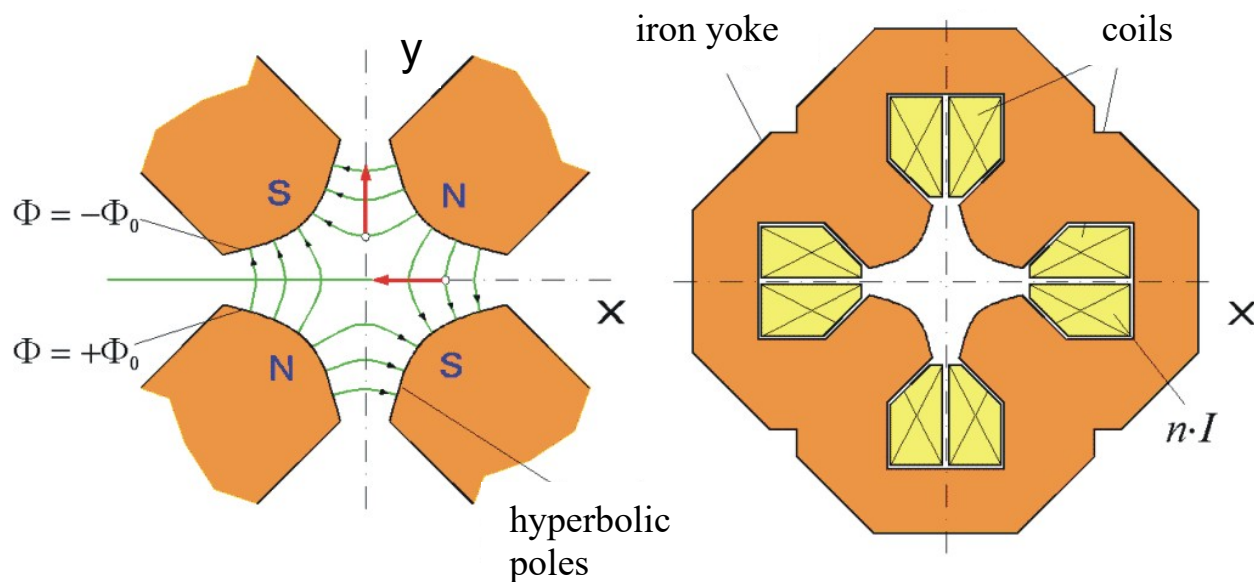 y
S
N
Φ = −Φ₀
x
Φ = +Φ₀
N
S
hyperbolic
poles
iron yoke
coils
x
n·I